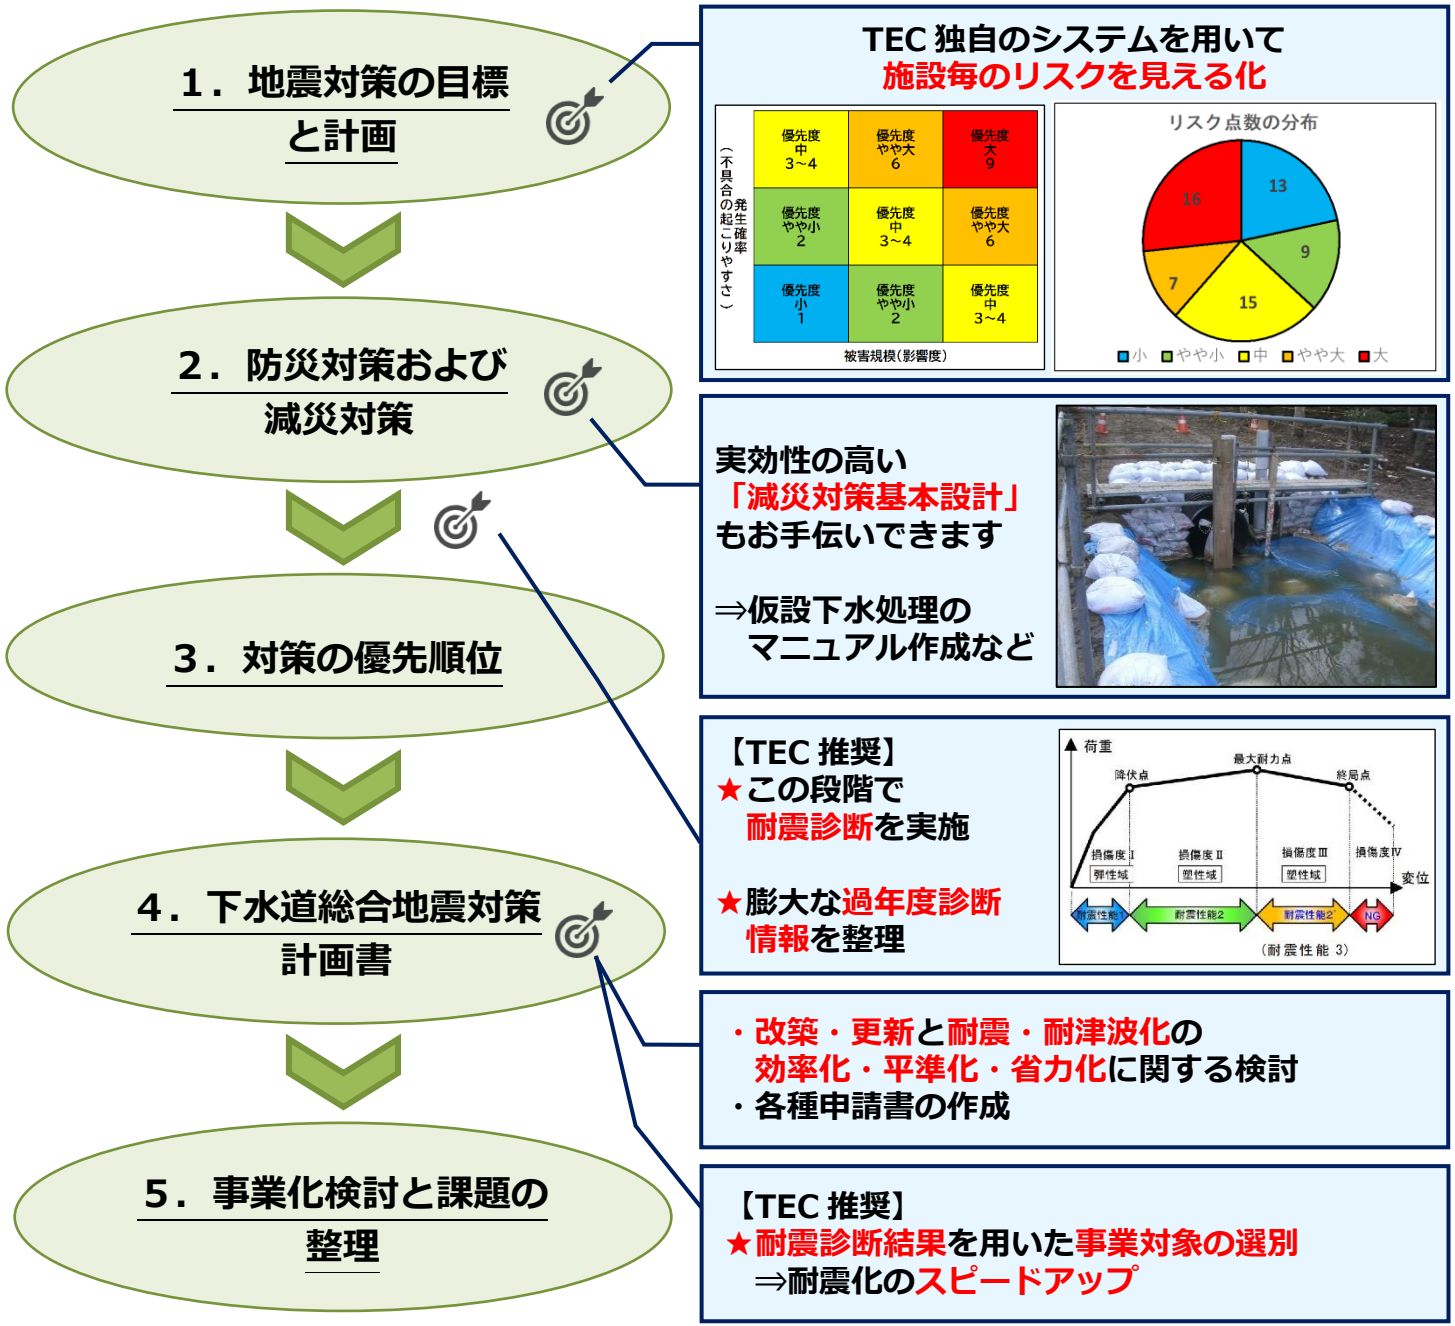 1．地震対策の目標
と計画
2．防災対策および
減災対策
3．対策の優先順位
4．下水道総合地震対策
計画書
5．事業化検討と課題の
整理
TEC 独自のシステムを用いて
施設毎のリスクを見える化
発生確率
（不具合の起こりやすさ）
優先度
中
3～4
優先度
やや大
6
優先度
大
9
優先度
やや小
2
優先度
中
3～4
優先度
やや大
6
優先度
小
1
優先度
やや小
2
優先度
中
3～4
被害規模（影響度）
リスク点数の分布
13
9
15
7
16
小 やや小 中 やや大 大
実効性の高い
「減災対策基本設計」
もお手伝いできます
⇒仮設下水処理の
マニュアル作成など
【TEC 推奨】
★この段階で
耐震診断を実施
★膨大な過年度診断
情報を整理
荷重
降伏点
最大耐力点
終局点
損傷度Ⅰ 損傷度Ⅱ 損傷度Ⅲ 損傷度Ⅳ
弾性域 塑性域 塑性域
変位
耐震性能1 耐震性能2 耐震性能2' NG
（耐震性能 3）
・改築・更新と耐震・耐津波化の
効率化・平準化・省力化に関する検討
・各種申請書の作成
【TEC 推奨】
★耐震診断結果を用いた事業対象の選別
⇒耐震化のスピードアップ